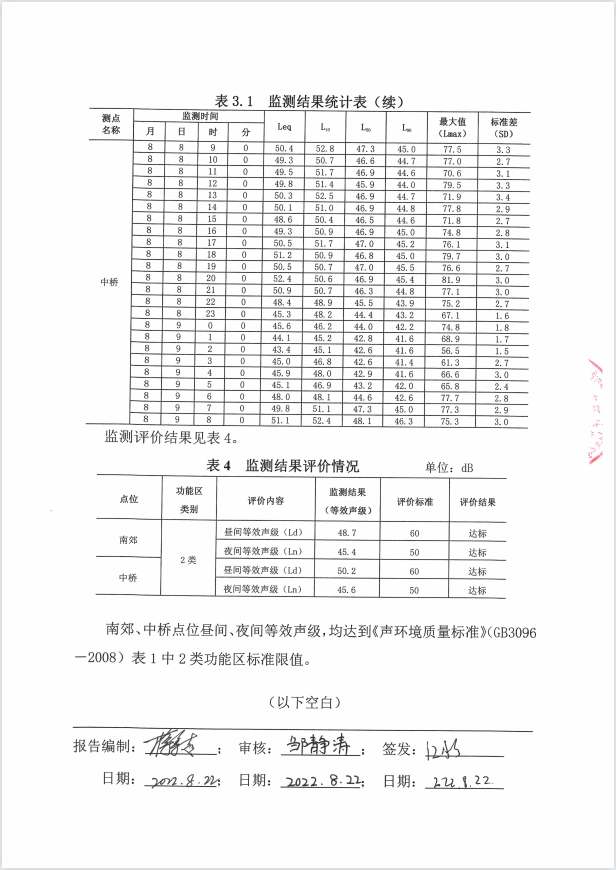 表 3.1 监测结果统计表（续）
测点名称 监测时间 Leq L₁₀ L₅₀ L₉₀ 最大值（Lmax） 标准差（SD）
月 日 时 分
中桥
8 8 9 0 50.4 52.8 47.3 45.0 77.5 3.3
8 8 10 0 49.3 50.7 46.6 44.7 77.0 2.7
8 8 11 0 49.5 51.7 46.9 44.6 70.6 3.1
8 8 12 0 49.8 51.4 45.9 44.0 79.5 3.3
8 8 13 0 50.3 52.5 46.9 44.7 71.9 3.4
8 8 14 0 50.1 51.0 46.9 44.8 77.8 2.9
8 8 15 0 48.6 50.4 46.5 44.6 71.8 2.7
8 8 16 0 49.3 50.9 46.9 45.0 74.8 2.8
8 8 17 0 50.5 51.7 47.0 45.2 76.1 3.1
8 8 18 0 51.2 50.9 46.8 45.0 79.7 3.0
8 8 19 0 50.5 50.7 47.0 45.5 76.6 2.7
8 8 20 0 52.4 50.6 46.9 45.4 81.9 3.0
8 8 21 0 50.9 50.7 46.3 44.8 77.1 3.0
8 8 22 0 48.4 48.9 45.5 43.9 75.2 2.7
8 8 23 0 45.3 48.2 44.4 43.2 67.1 1.6
8 9 0 0 45.6 46.2 44.0 42.2 74.8 1.8
8 9 1 0 44.1 45.2 42.8 41.6 68.9 1.7
8 9 2 0 43.4 45.1 42.6 41.6 56.5 1.5
8 9 3 0 45.0 46.8 42.6 41.4 61.3 2.7
8 9 4 0 45.9 48.0 42.9 41.6 66.6 3.0
8 9 5 0 45.1 46.9 43.2 42.0 65.8 2.4
8 9 6 0 48.0 48.1 44.6 42.6 77.7 2.8
8 9 7 0 49.8 51.1 47.3 45.0 77.3 2.9
8 9 8 0 51.1 52.4 48.1 46.3 75.3 3.0
监测评价结果见表 4。
表 4 监测结果评价情况 单位：dB
点位 功能区类别 评价内容 监测结果（等效声级） 评价标准 评价结果
南郊 2 类 昼间等效声级（Ld） 48.7 60 达标
夜间等效声级（Ln） 45.4 50 达标
中桥 昼间等效声级（Ld） 50.2 60 达标
夜间等效声级（Ln） 45.6 50 达标
南郊、中桥点位昼间、夜间等效声级，均达到《声环境质量标准》（GB3096
－2008）表 1 中 2 类功能区标准限值。
（以下空白）
报告编制： ； 审核：邹静清； 签发：
日期：2022.8.22； 日期：2022.8.22； 日期：